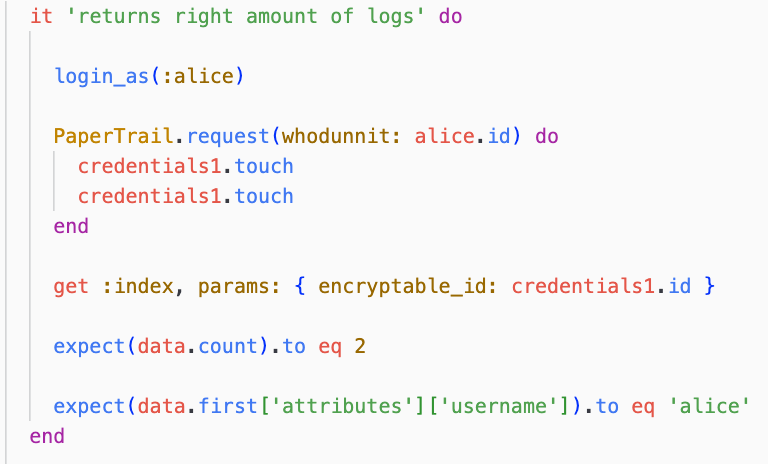 it 'returns right amount of logs' do
login_as(:alice)
PaperTrail.request(whodunnit: alice.id) do
credentials1.touch
credentials1.touch
end
get :index, params: { encryptable_id: credentials1.id }
expect(data.count).to eq 2
expect(data.first['attributes']['username']).to eq 'alice'
end